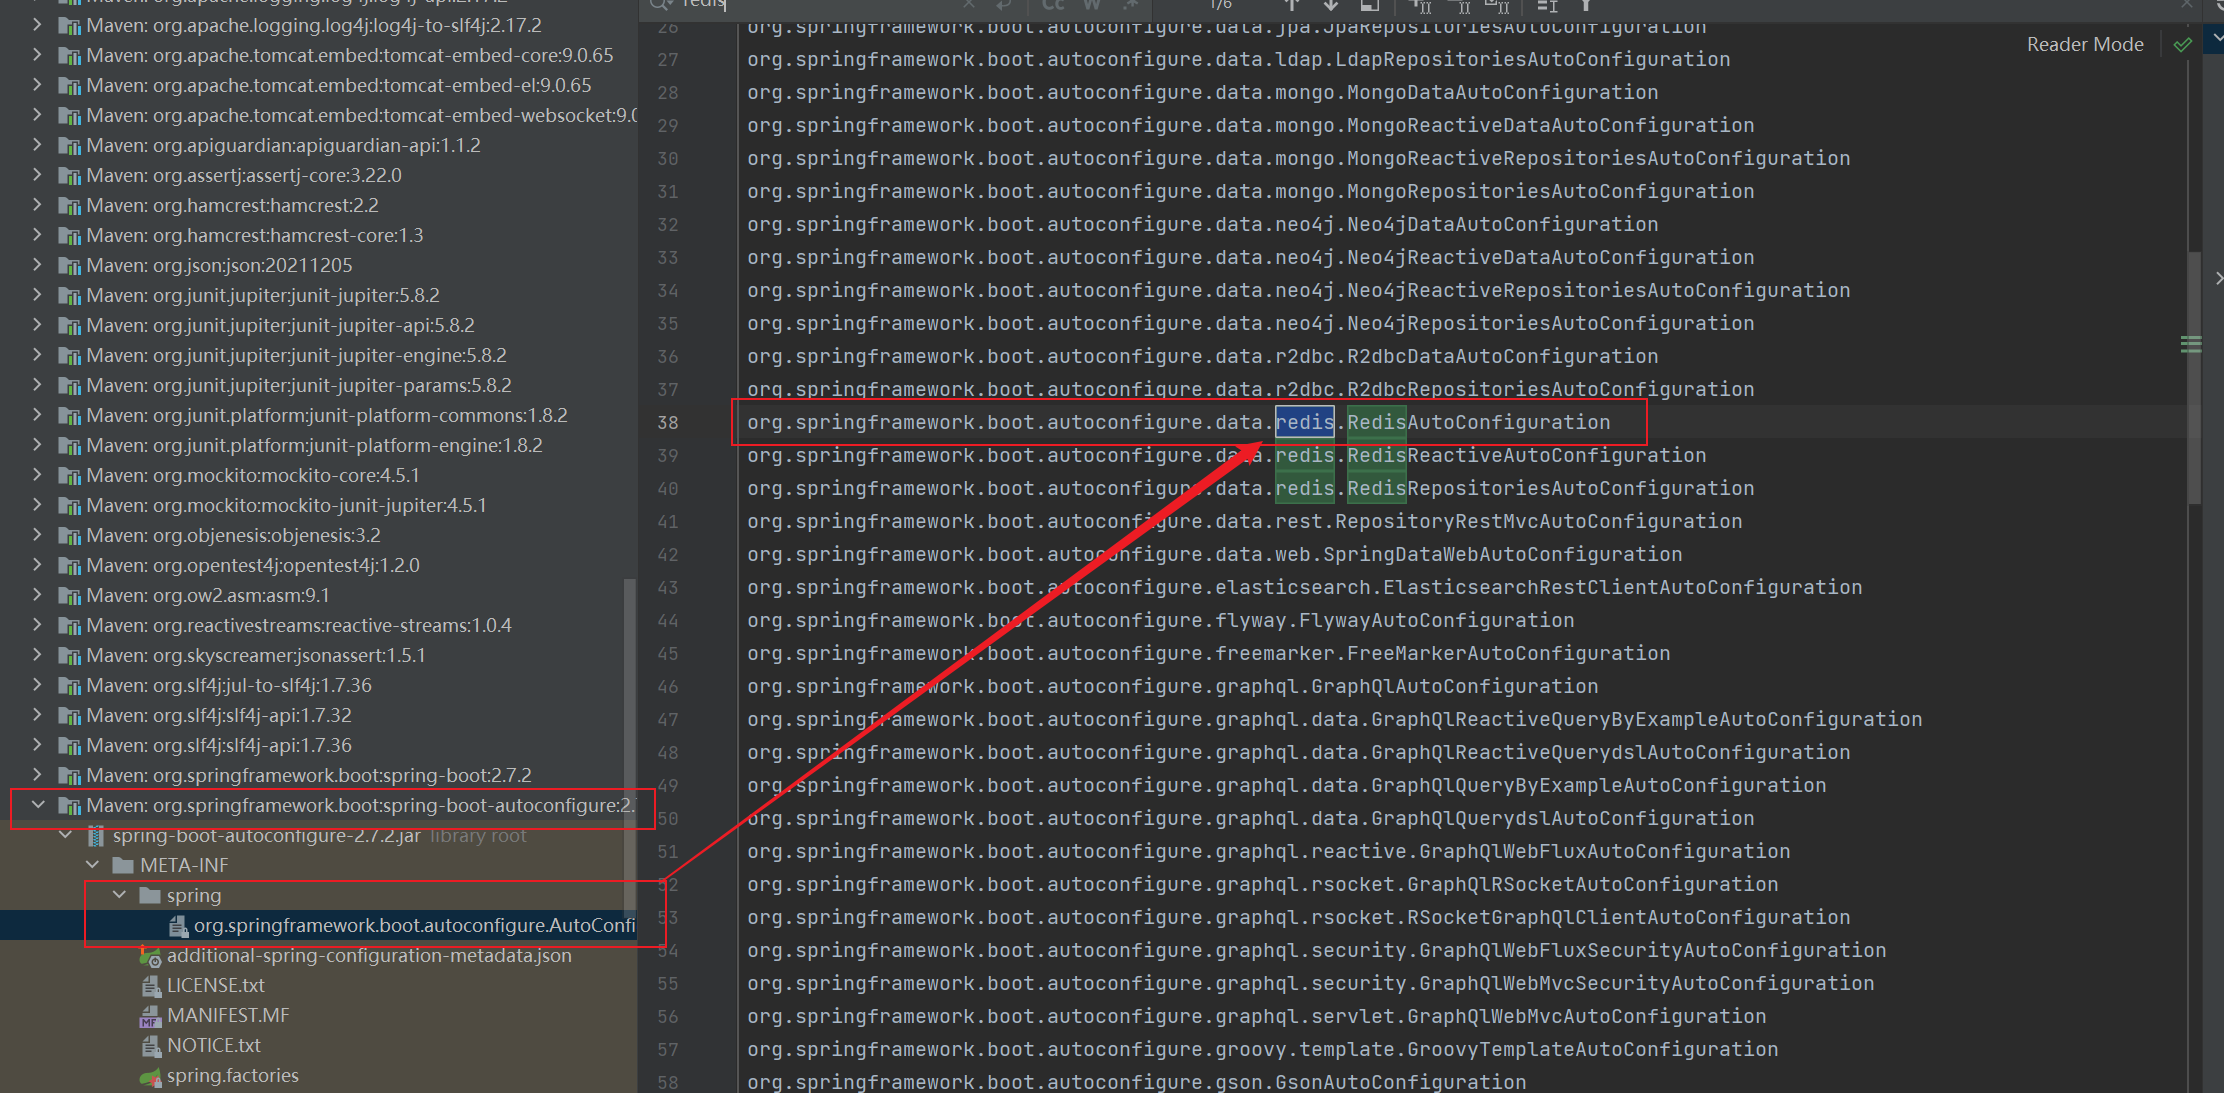 Maven: org.apache.logging.log4j:log4j-to-slf4j:2.17.2
Maven: org.apache.tomcat.embed:tomcat-embed-core:9.0.65
Maven: org.apache.tomcat.embed:tomcat-embed-el:9.0.65
Maven: org.apache.tomcat.embed:tomcat-embed-websocket:9.0
Maven: org.apiguardian:apiguardian-api:1.1.2
Maven: org.assertj:assertj-core:3.22.0
Maven: org.hamcrest:hamcrest:2.2
Maven: org.hamcrest:hamcrest-core:1.3
Maven: org.json:json:20211205
Maven: org.junit.jupiter:junit-jupiter:5.8.2
Maven: org.junit.jupiter:junit-jupiter-api:5.8.2
Maven: org.junit.jupiter:junit-jupiter-engine:5.8.2
Maven: org.junit.jupiter:junit-jupiter-params:5.8.2
Maven: org.junit.platform:junit-platform-commons:1.8.2
Maven: org.junit.platform:junit-platform-engine:1.8.2
Maven: org.mockito:mockito-core:4.5.1
Maven: org.mockito:mockito-junit-jupiter:4.5.1
Maven: org.objenesis:objenesis:3.2
Maven: org.opentest4j:opentest4j:1.2.0
Maven: org.ow2.asm:asm:9.1
Maven: org.reactivestreams:reactive-streams:1.0.4
Maven: org.skyscreamer:jsonassert:1.5.1
Maven: org.slf4j:jul-to-slf4j:1.7.36
Maven: org.slf4j:slf4j-api:1.7.32
Maven: org.slf4j:slf4j-api:1.7.36
Maven: org.springframework.boot:spring-boot:2.7.2
Maven: org.springframework.boot:spring-boot-autoconfigure:2.
spring-boot-autoconfigure-2.7.2.jar library root
META-INF
spring
org.springframework.boot.autoconfigure.AutoConfi
additional-spring-configuration-metadata.json
LICENSE.txt
MANIFEST.MF
NOTICE.txt
spring.factories
redis
Cc W .* 1/6
Reader Mode
26 org.springframework.boot.autoconfigure.data.jpa.JpaRepositoriesAutoConfiguration
27 org.springframework.boot.autoconfigure.data.ldap.LdapRepositoriesAutoConfiguration
28 org.springframework.boot.autoconfigure.data.mongo.MongoDataAutoConfiguration
29 org.springframework.boot.autoconfigure.data.mongo.MongoReactiveDataAutoConfiguration
30 org.springframework.boot.autoconfigure.data.mongo.MongoReactiveRepositoriesAutoConfiguration
31 org.springframework.boot.autoconfigure.data.mongo.MongoRepositoriesAutoConfiguration
32 org.springframework.boot.autoconfigure.data.neo4j.Neo4jDataAutoConfiguration
33 org.springframework.boot.autoconfigure.data.neo4j.Neo4jReactiveDataAutoConfiguration
34 org.springframework.boot.autoconfigure.data.neo4j.Neo4jReactiveRepositoriesAutoConfiguration
35 org.springframework.boot.autoconfigure.data.neo4j.Neo4jRepositoriesAutoConfiguration
36 org.springframework.boot.autoconfigure.data.r2dbc.R2dbcDataAutoConfiguration
37 org.springframework.boot.autoconfigure.data.r2dbc.R2dbcRepositoriesAutoConfiguration
38 org.springframework.boot.autoconfigure.data.redis.RedisAutoConfiguration
39 org.springframework.boot.autoconfigure.data.redis.RedisReactiveAutoConfiguration
40 org.springframework.boot.autoconfigure.data.redis.RedisRepositoriesAutoConfiguration
41 org.springframework.boot.autoconfigure.data.rest.RepositoryRestMvcAutoConfiguration
42 org.springframework.boot.autoconfigure.data.web.SpringDataWebAutoConfiguration
43 org.springframework.boot.autoconfigure.elasticsearch.ElasticsearchRestClientAutoConfiguration
44 org.springframework.boot.autoconfigure.flyway.FlywayAutoConfiguration
45 org.springframework.boot.autoconfigure.freemarker.FreeMarkerAutoConfiguration
46 org.springframework.boot.autoconfigure.graphql.GraphQlAutoConfiguration
47 org.springframework.boot.autoconfigure.graphql.data.GraphQlReactiveQueryByExampleAutoConfiguration
48 org.springframework.boot.autoconfigure.graphql.data.GraphQlReactiveQuerydslAutoConfiguration
49 org.springframework.boot.autoconfigure.graphql.data.GraphQlQueryByExampleAutoConfiguration
50 org.springframework.boot.autoconfigure.graphql.data.GraphQlQuerydslAutoConfiguration
51 org.springframework.boot.autoconfigure.graphql.reactive.GraphQlWebFluxAutoConfiguration
52 org.springframework.boot.autoconfigure.graphql.rsocket.GraphQlRSocketAutoConfiguration
53 org.springframework.boot.autoconfigure.graphql.rsocket.RSocketGraphQlClientAutoConfiguration
54 org.springframework.boot.autoconfigure.graphql.security.GraphQlWebFluxSecurityAutoConfiguration
55 org.springframework.boot.autoconfigure.graphql.security.GraphQlWebMvcSecurityAutoConfiguration
56 org.springframework.boot.autoconfigure.graphql.servlet.GraphQlWebMvcAutoConfiguration
57 org.springframework.boot.autoconfigure.groovy.template.GroovyTemplateAutoConfiguration
58 org.springframework.boot.autoconfigure.gson.GsonAutoConfiguration